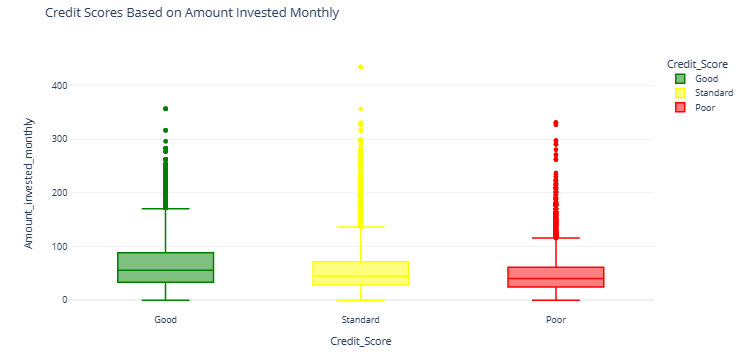 Credit Scores Based on Amount Invested Monthly
Credit_Score
Good
Standard
Poor
Amount_invested_monthly
400
300
200
100
0
Good
Standard
Poor
Credit_Score